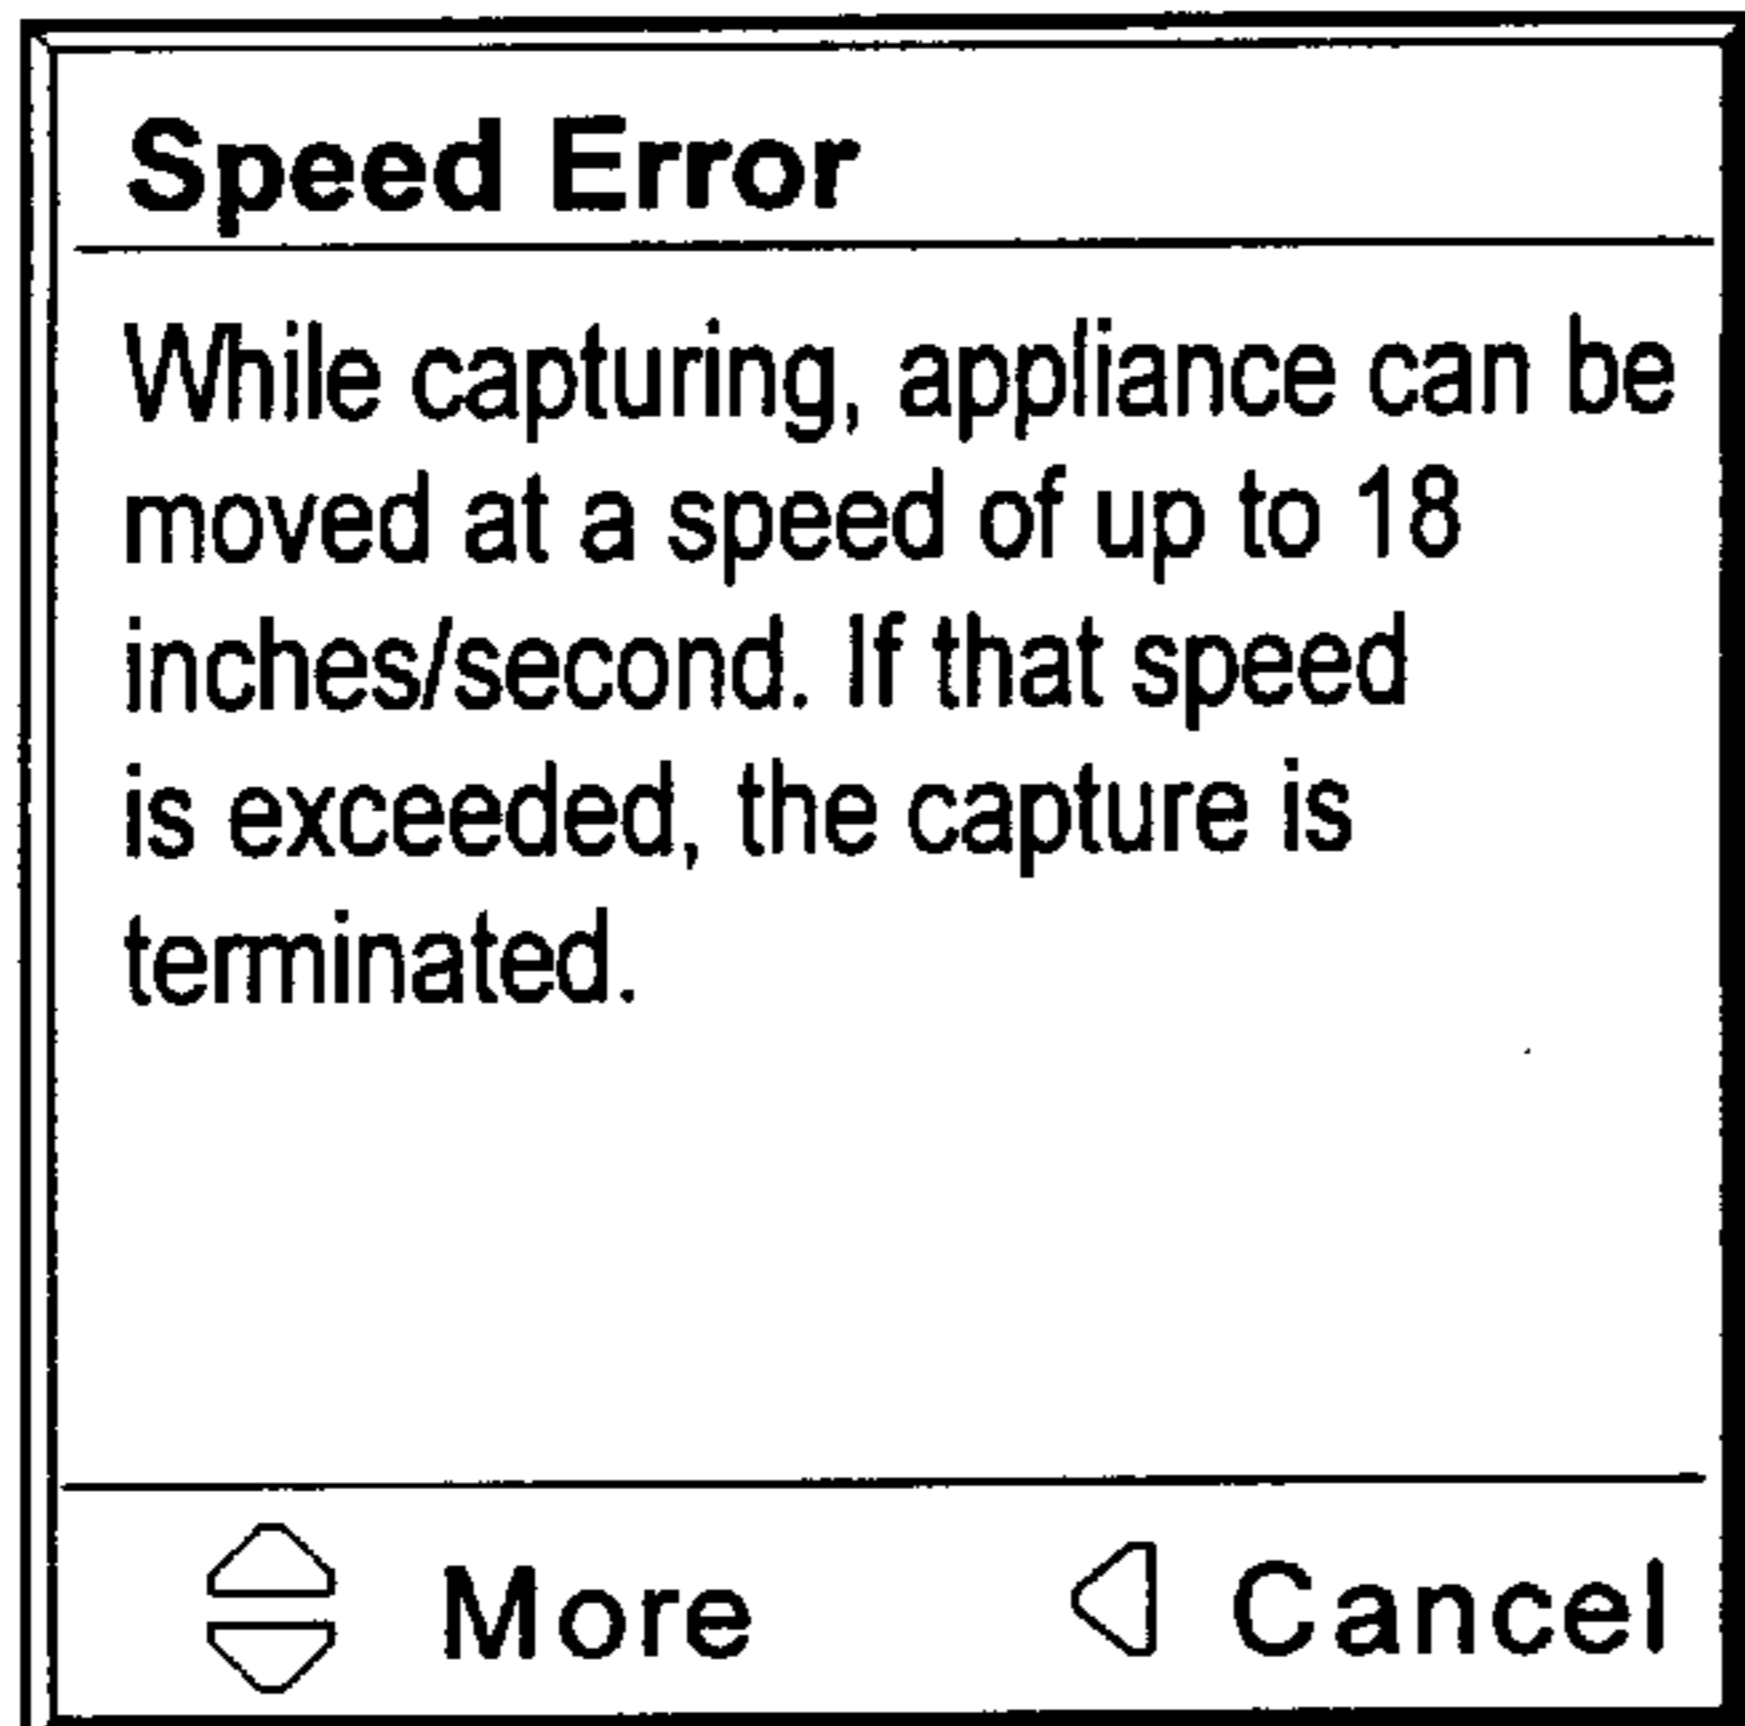 Speed Error
While capturing, appliance can be
moved at a speed of up to 18
inches/second. If that speed
is exceeded, the capture is
terminated.
More
Cancel